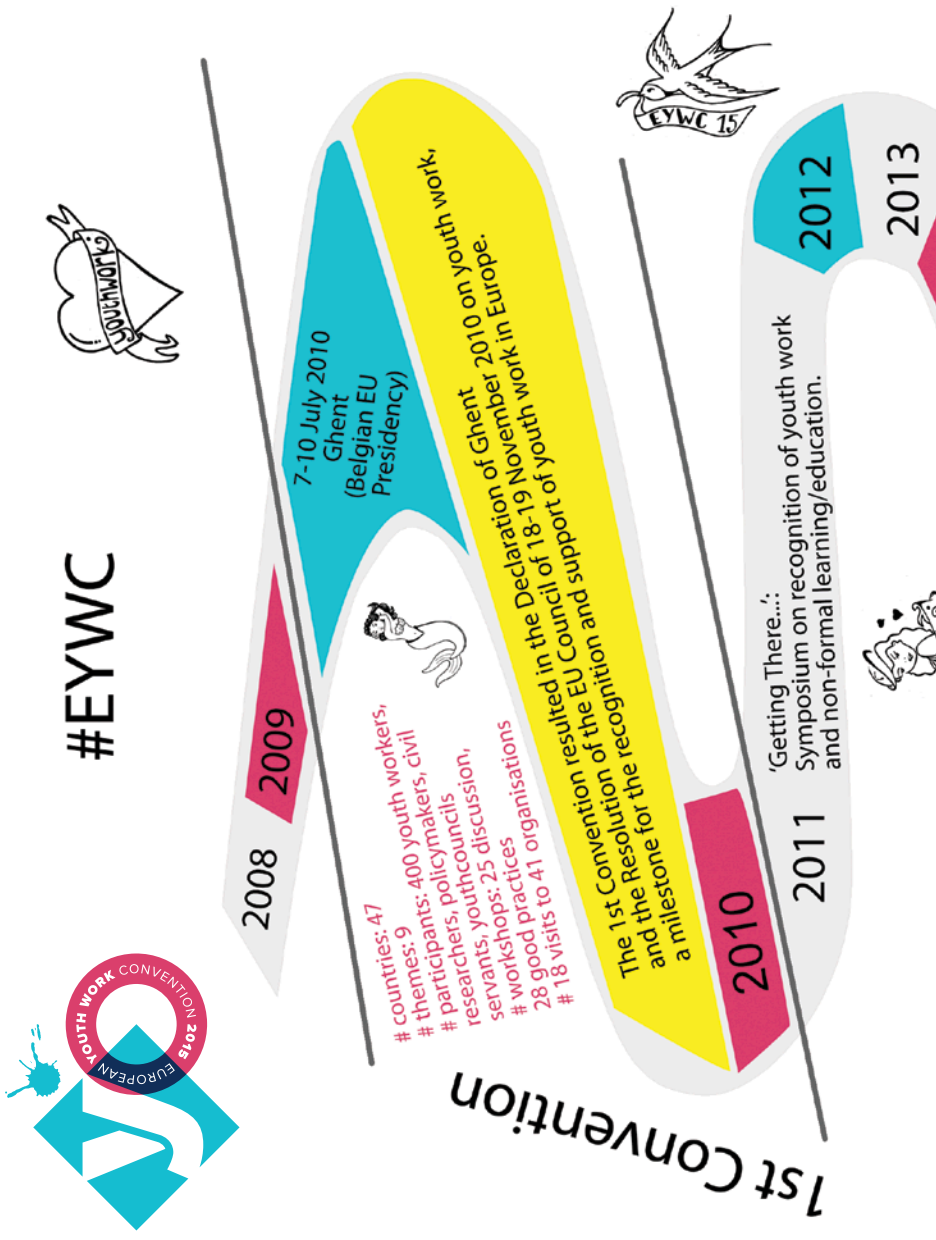 EUROPEAN YOUTH WORK CONVENTION 2015
#EYWC
youthwork
2008
2009
7-10 July 2010
Ghent
(Belgian EU
Presidency)
# countries: 47
# themes: 9
# participants: 400 youth workers,
researchers, policymakers, civil
servants, youthcouncils
# workshops: 25 discussion,
28 good practices
# 18 visits to 41 organisations
1st Convention
The 1st Convention resulted in the Declaration of Ghent
and the Resolution of the EU Council of 18-19 November 2010 on youth work,
a milestone for the recognition and support of youth work in Europe.
2010
EYWC 15
2011
'Getting There...':
Symposium on recognition of youth work
and non-formal learning/education.
2012
2013